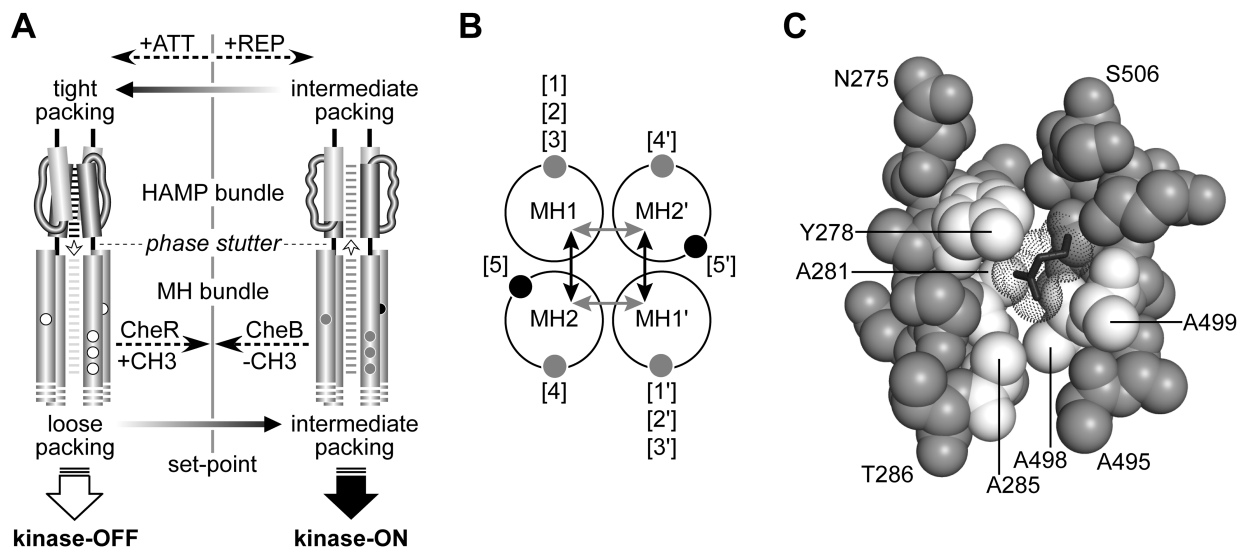 A
+ATT
+REP
tight
packing
intermediate
packing
HAMP bundle
phase stutter
MH bundle
CheR
+CH3
CheB
-CH3
loose
packing
intermediate
packing
set-point
kinase-OFF
kinase-ON
B
[1]
[2]
[3]
[4']
MH1
MH2'
[5]
[5']
MH2
MH1'
[4]
[1']
[2']
[3']
C
N275
S506
Y278
A281
A499
T286
A285
A498
A495